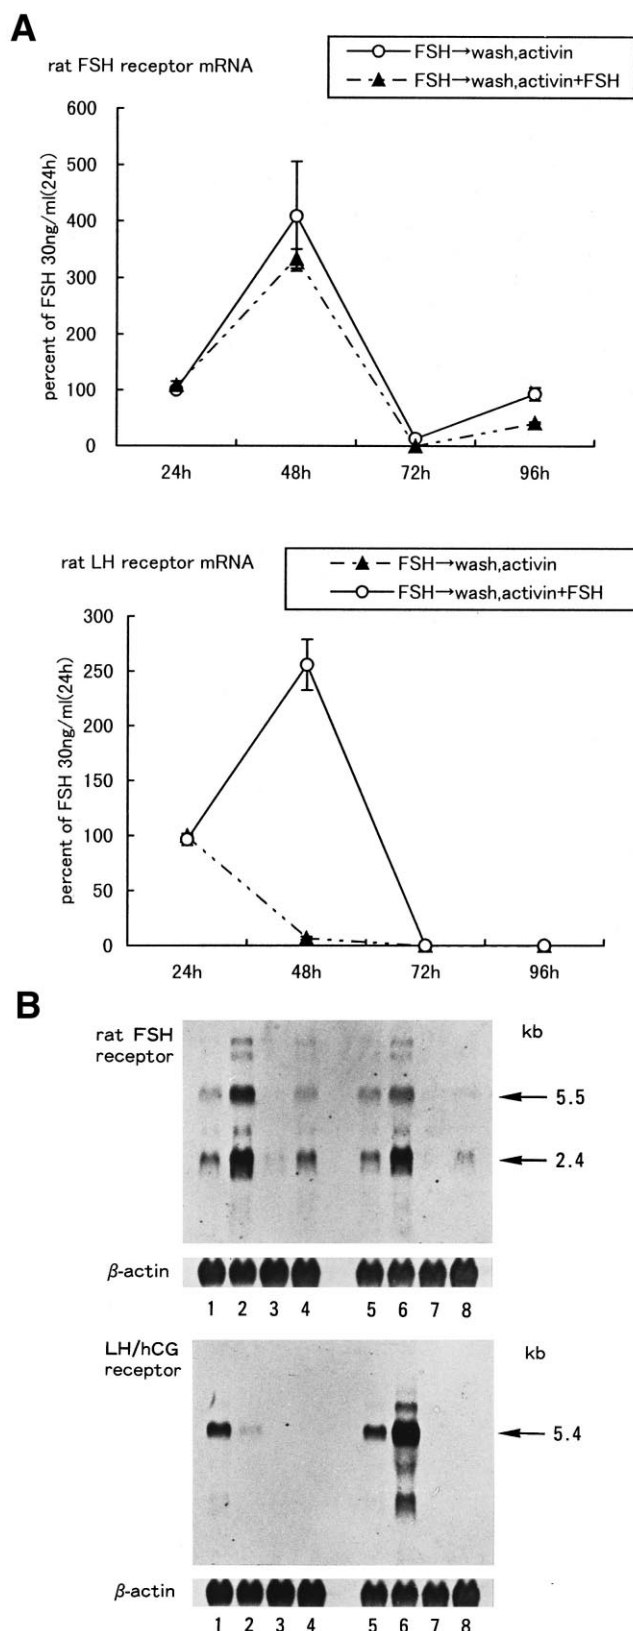 A
rat FSH receptor mRNA
FSH→wash,activin
FSH→wash,activin+FSH
percent of FSH 30ng/ml(24h)
600
500
400
300
200
100
0
24h 48h 72h 96h
rat LH receptor mRNA
FSH→wash,activin
FSH→wash,activin+FSH
percent of FSH 30ng/ml(24h)
300
250
200
150
100
50
0
24h 48h 72h 96h
B
rat FSH
receptor
kb
5.5
2.4
β-actin
1 2 3 4 5 6 7 8
LH/hCG
receptor
kb
5.4
β-actin
1 2 3 4 5 6 7 8